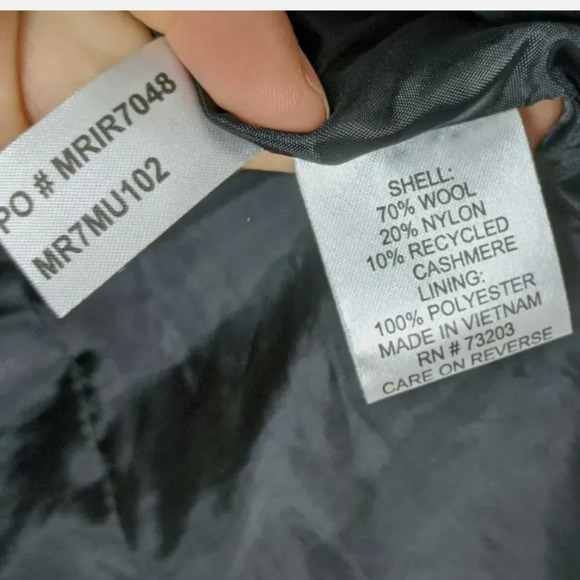 PO # MRIR7048
MR7MU102
SHELL:
70% WOOL
20% NYLON
10% RECYCLED
CASHMERE
LINING:
100% POLYESTER
MADE IN VIETNAM
RN # 73203
CARE ON REVERSE